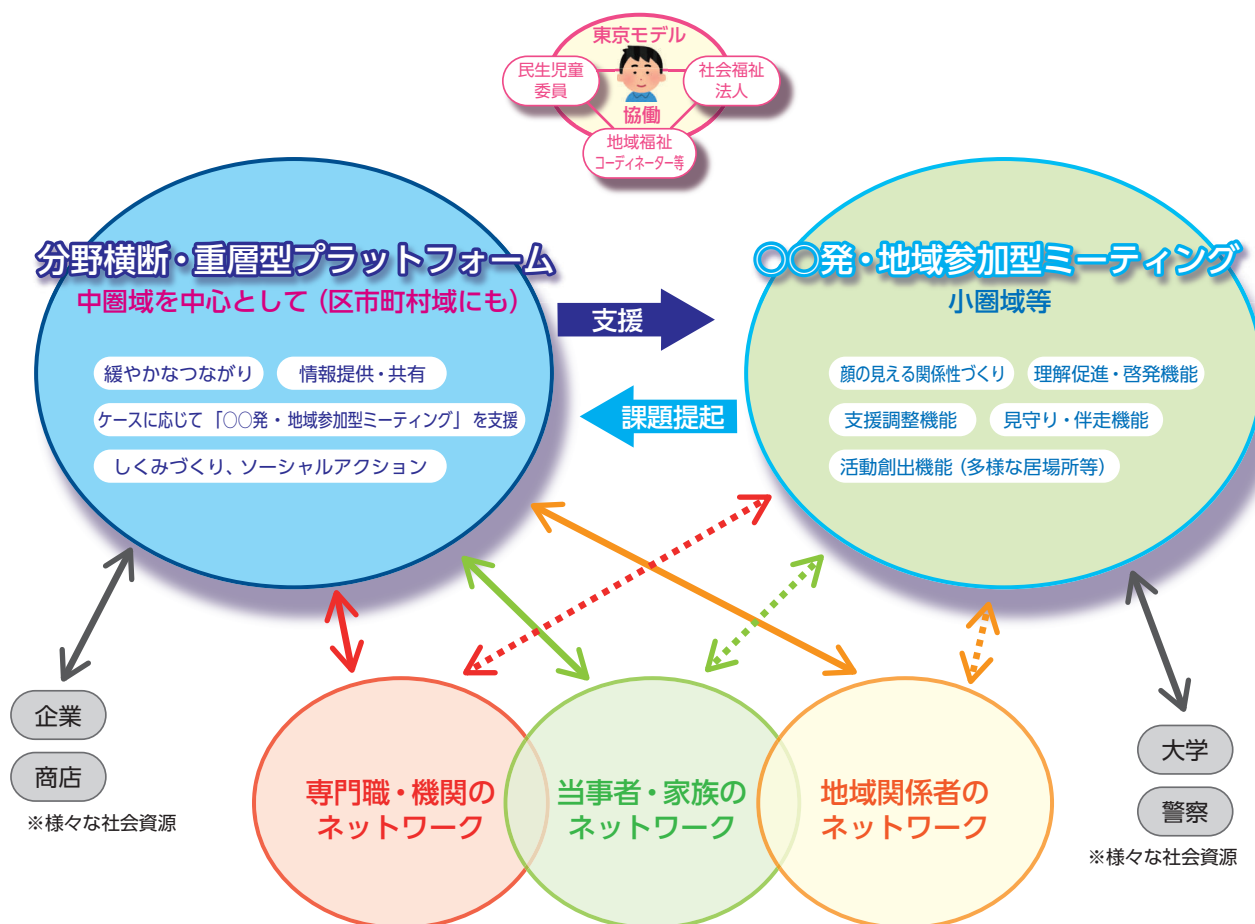 東京モデル
民生児童
委員
社会福祉
法人
協働
地域福祉
コーディネーター等
分野横断・重層型プラットフォーム
中圏域を中心として（区市町村域にも）
緩やかなつながり
情報提供・共有
ケースに応じて「〇〇発・地域参加型ミーティング」を支援
しくみづくり、ソーシャルアクション
支援
課題提起
〇〇発・地域参加型ミーティング
小圏域等
顔の見える関係性づくり
理解促進・啓発機能
支援調整機能
見守り・伴走機能
活動創出機能（多様な居場所等）
企業
商店
※様々な社会資源
専門職・機関の
ネットワーク
当事者・家族の
ネットワーク
地域関係者の
ネットワーク
大学
警察
※様々な社会資源